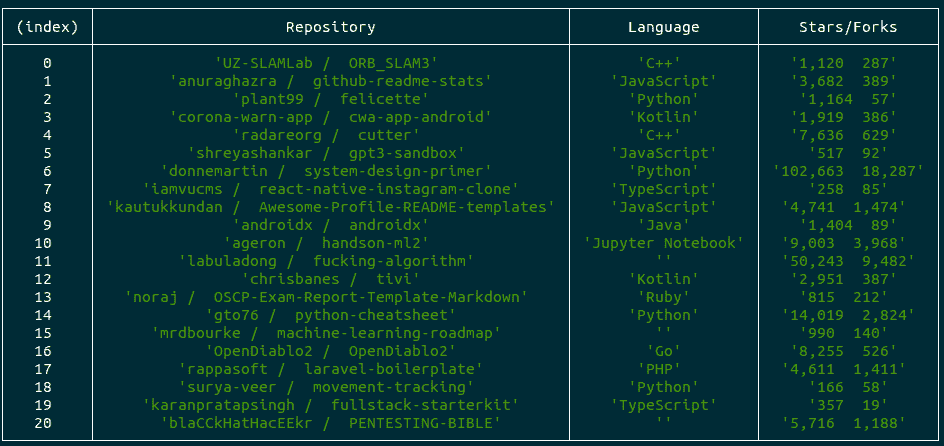 (index) Repository Language Stars/Forks
0 'UZ-SLAMLab /  ORB_SLAM3' 'C++' '1,120  287'
1 'anuraghazra /  github-readme-stats' 'JavaScript' '3,682  389'
2 'plant99 /  felicette' 'Python' '1,164  57'
3 'corona-warn-app /  cwa-app-android' 'Kotlin' '1,919  386'
4 'radareorg /  cutter' 'C++' '7,636  629'
5 'shreyashankar /  gpt3-sandbox' 'JavaScript' '517  92'
6 'donnemartin /  system-design-primer' 'Python' '102,663  18,287'
7 'iamvucms /  react-native-instagram-clone' 'TypeScript' '258  85'
8 'kautukkundan /  Awesome-Profile-README-templates' 'JavaScript' '4,741  1,474'
9 'androidx /  androidx' 'Java' '1,404  89'
10 'ageron /  handson-ml2' 'Jupyter Notebook' '9,003  3,968'
11 'labuladong /  fucking-algorithm' '' '50,243  9,482'
12 'chrisbanes /  tivi' 'Kotlin' '2,951  387'
13 'noraj /  OSCP-Exam-Report-Template-Markdown' 'Ruby' '815  212'
14 'gto76 /  python-cheatsheet' 'Python' '14,019  2,824'
15 'mrdbourke /  machine-learning-roadmap' '' '990  140'
16 'OpenDiablo2 /  OpenDiablo2' 'Go' '8,255  526'
17 'rappasoft /  laravel-boilerplate' 'PHP' '4,611  1,411'
18 'surya-veer /  movement-tracking' 'Python' '166  58'
19 'karanpratapsingh /  fullstack-starterkit' 'TypeScript' '357  19'
20 'blaCCkHatHacEEkr /  PENTESTING-BIBLE' '' '5,716  1,188'